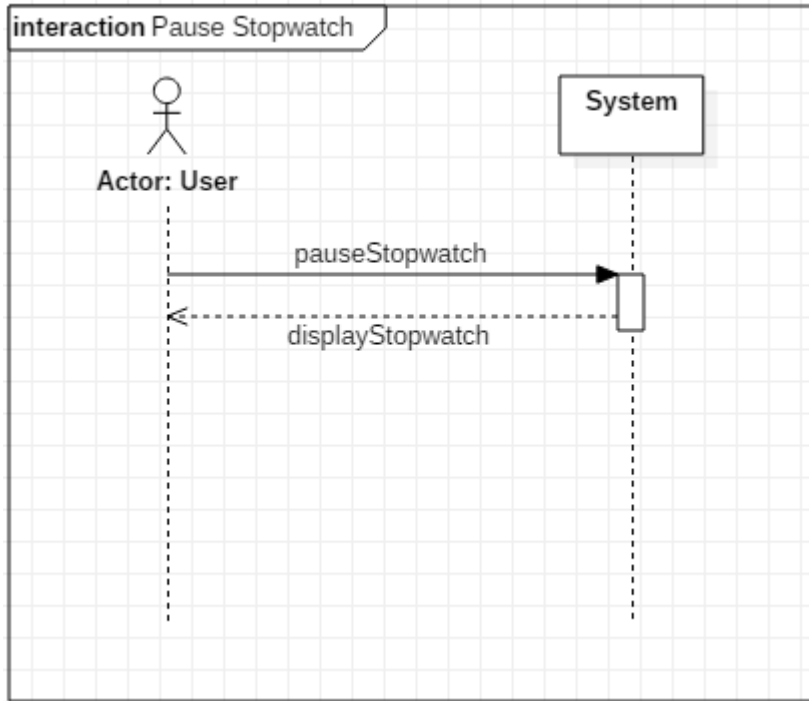 interaction Pause Stopwatch
System
Actor: User
pauseStopwatch
displayStopwatch